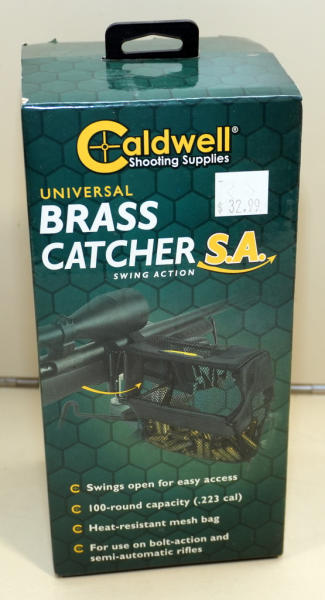 Caldwell®
Shooting Supplies
$ 32.99
UNIVERSAL
BRASS
CATCHER S.A.
SWING ACTION
Swings open for easy access
100-round capacity (.223 cal)
Heat-resistant mesh bag
For use on bolt-action and
semi-automatic rifles